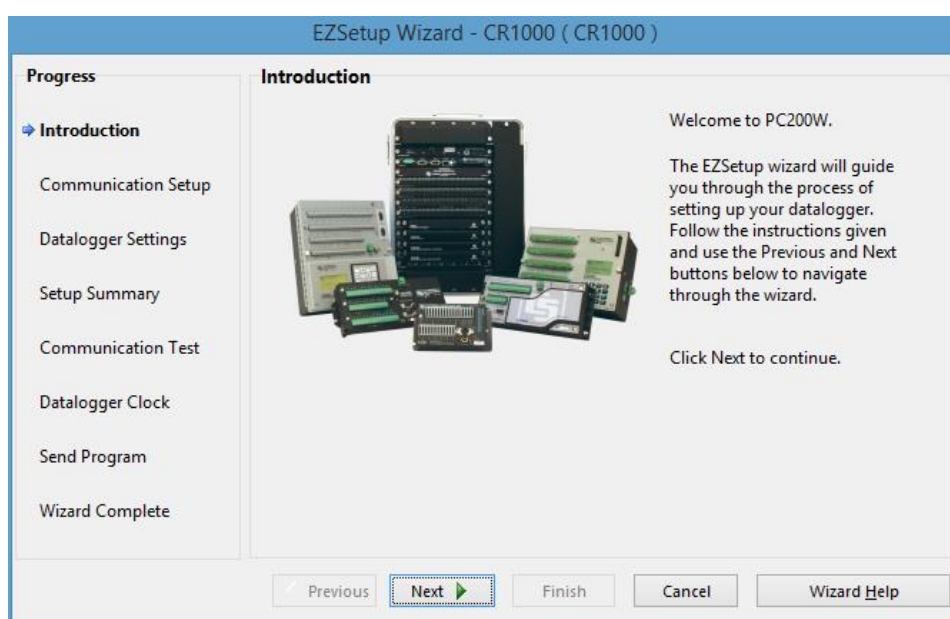 EZSetup Wizard - CR1000 ( CR1000 )
Progress
Introduction
Communication Setup
Datalogger Settings
Setup Summary
Communication Test
Datalogger Clock
Send Program
Wizard Complete
Introduction
Welcome to PC200W.
The EZSetup wizard will guide
you through the process of
setting up your datalogger.
Follow the instructions given
and use the Previous and Next
buttons below to navigate
through the wizard.
Click Next to continue.
Previous
Next
Finish
Cancel
Wizard Help